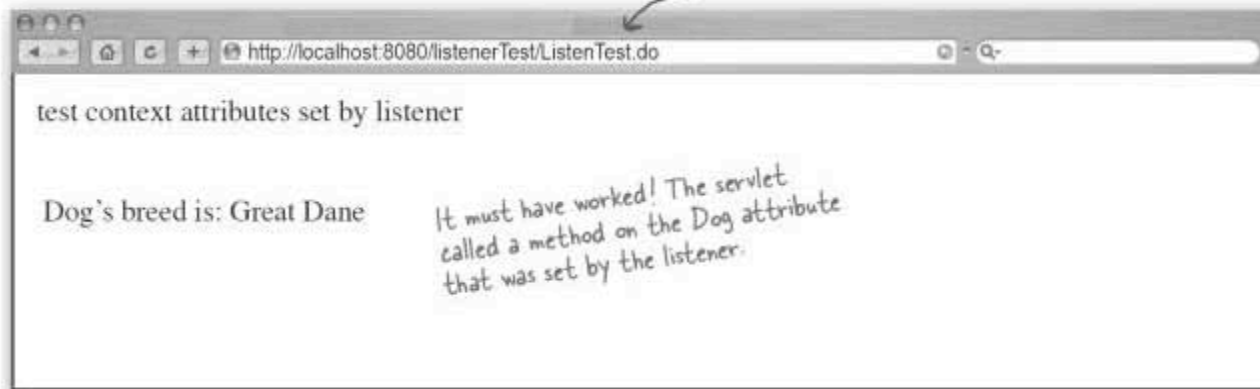 http://localhost:8080/listenerTest/ListenTest.do
test context attributes set by listener
Dog's breed is: Great Dane
It must have worked! The servlet
called a method on the Dog attribute
that was set by the listener.